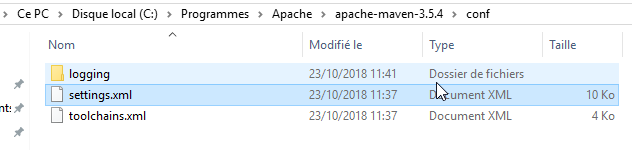 Ce PC > Disque local (C:) > Programmes > Apache > apache-maven-3.5.4 > conf
Nom Modifié le Type Taille
logging 23/10/2018 11:41 Dossier de fichiers
settings.xml 23/10/2018 11:37 Document XML 10 Ko
nts
toolchains.xml 23/10/2018 11:37 Document XML 4 Ko